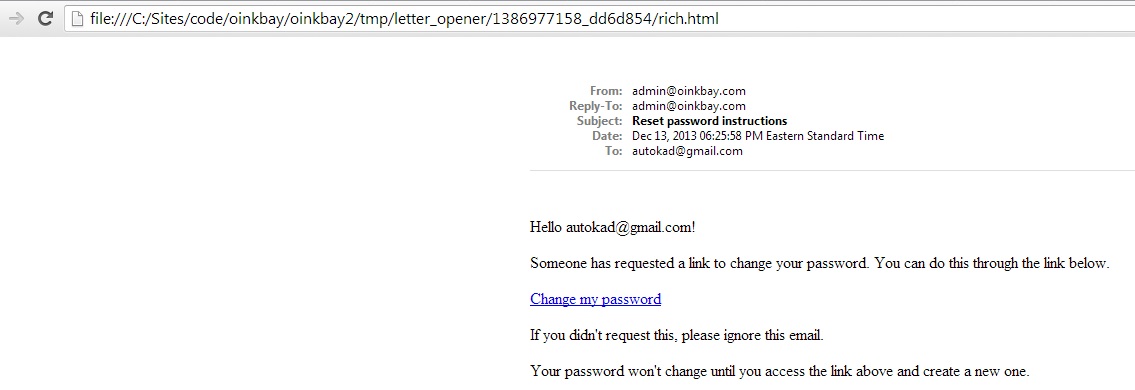 file:///C:/Sites/code/oinkbay/oinkbay2/tmp/letter_opener/1386977158_dd6d854/rich.html
From: admin@oinkbay.com
Reply-To: admin@oinkbay.com
Subject: Reset password instructions
Date: Dec 13, 2013 06:25:58 PM Eastern Standard Time
To: autokad@gmail.com
Hello autokad@gmail.com!
Someone has requested a link to change your password. You can do this through the link below.
Change my password
If you didn't request this, please ignore this email.
Your password won't change until you access the link above and create a new one.